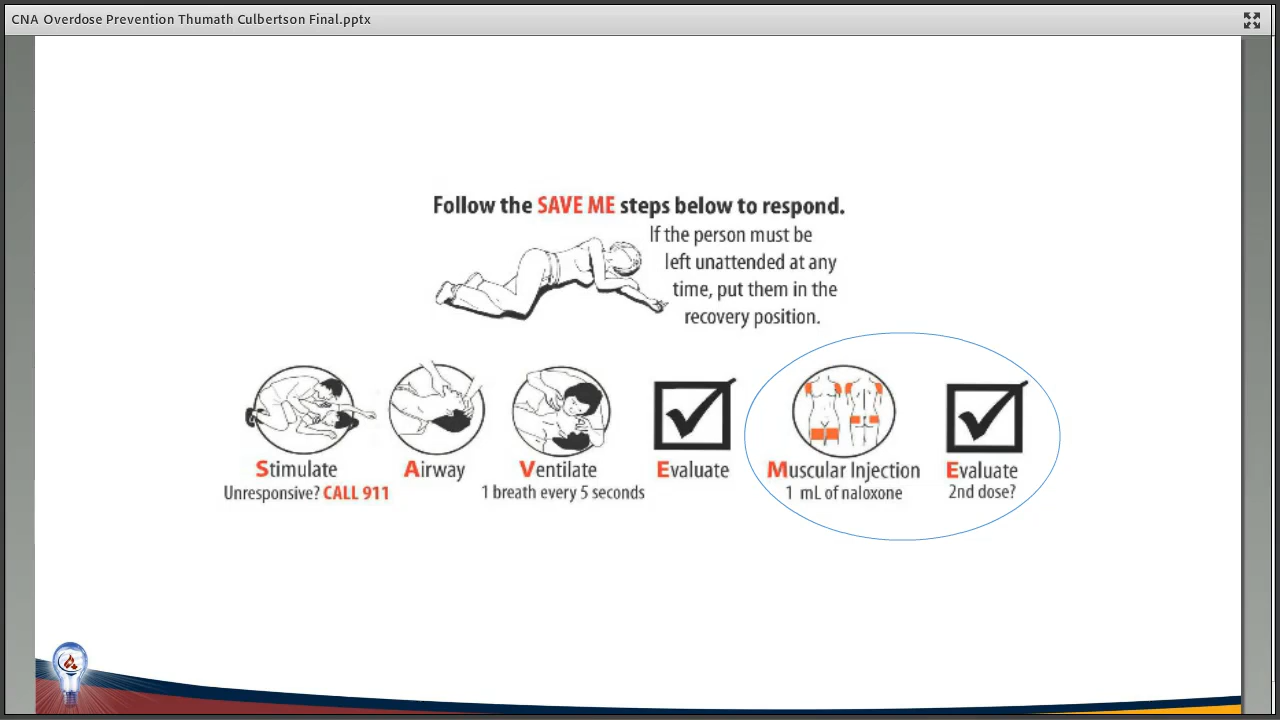 CNA Overdose Prevention Thumath Culbertson Final.pptx
Follow the SAVE ME steps below to respond.
If the person must be
left unattended at any
time, put them in the
recovery position.
Stimulate
Unresponsive? CALL 911
Airway
Ventilate
1 breath every 5 seconds
Evaluate
Muscular Injection
1 mL of naloxone
Evaluate
2nd dose?